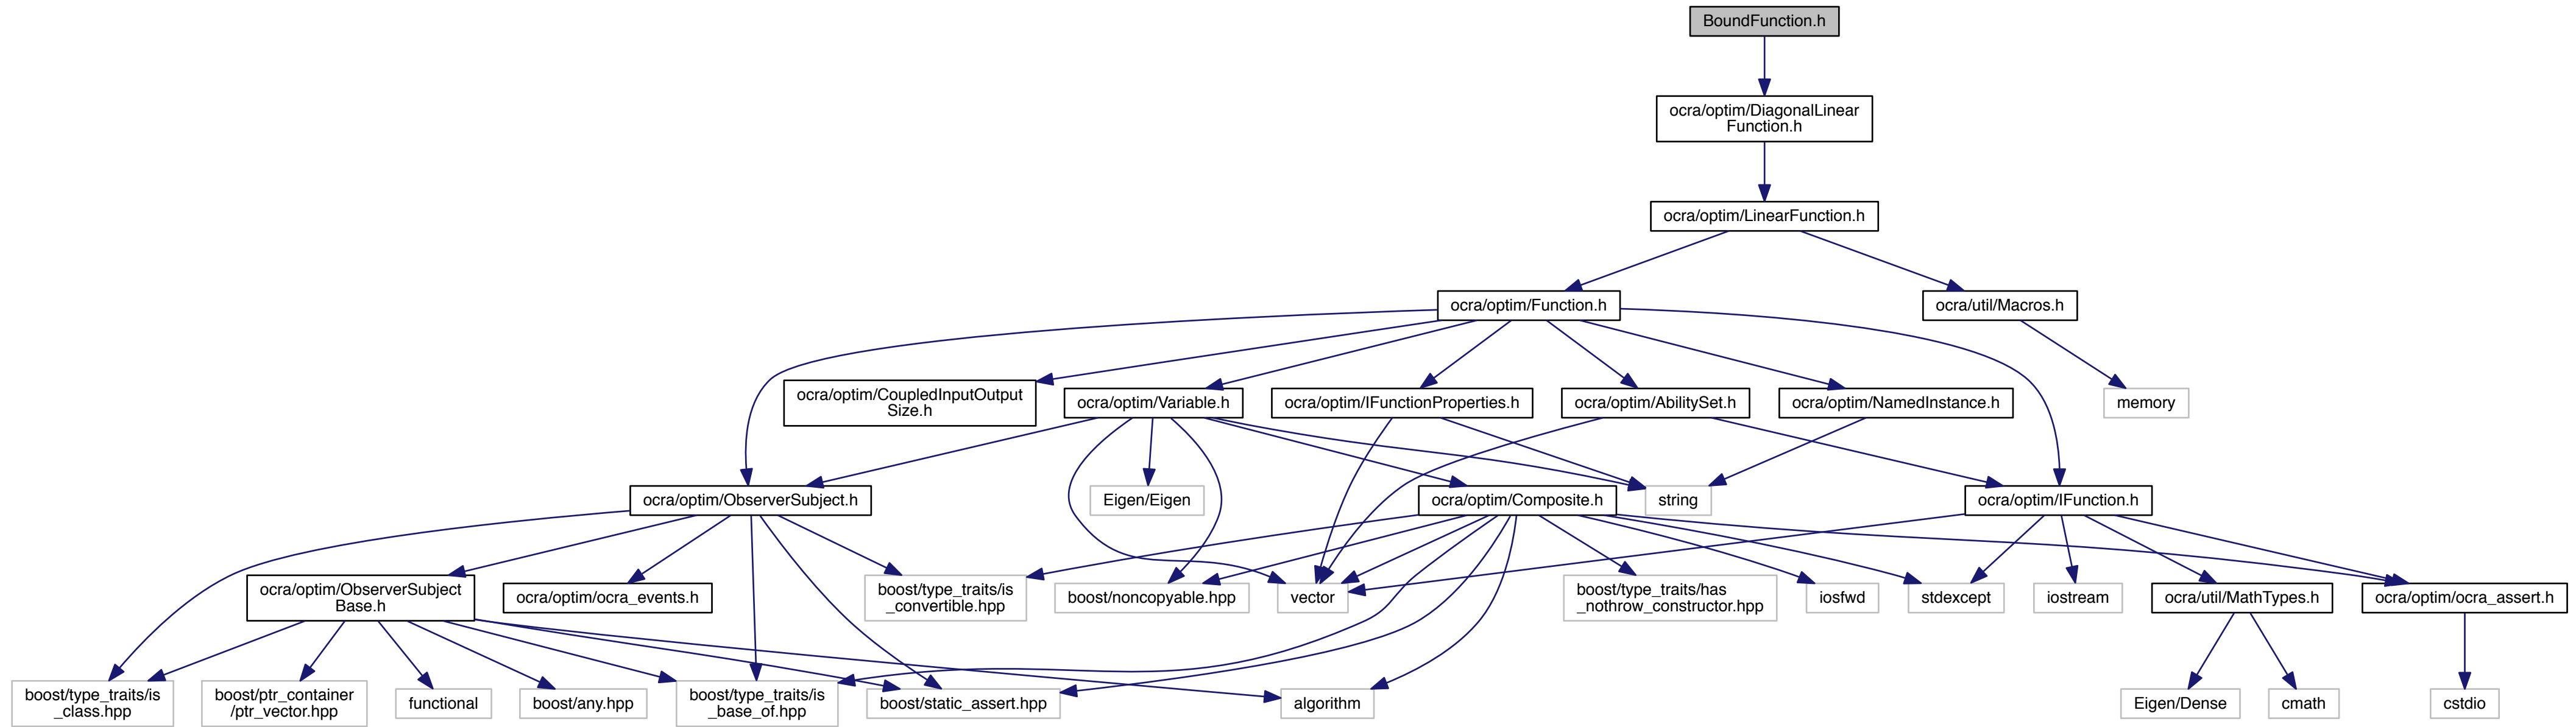 BoundFunction.h
ocra/optim/DiagonalLinear
Function.h
ocra/optim/LinearFunction.h
ocra/optim/Function.h
ocra/util/Macros.h
ocra/optim/CoupledInputOutput
Size.h
ocra/optim/Variable.h
ocra/optim/IFunctionProperties.h
ocra/optim/AbilitySet.h
ocra/optim/NamedInstance.h
memory
ocra/optim/ObserverSubject.h
Eigen/Eigen
ocra/optim/Composite.h
string
ocra/optim/IFunction.h
ocra/optim/ObserverSubject
Base.h
ocra/optim/ocra_events.h
boost/type_traits/is
_convertible.hpp
boost/noncopyable.hpp
vector
boost/type_traits/has
_nothrow_constructor.hpp
iosfwd
stdexcept
iostream
ocra/util/MathTypes.h
ocra/optim/ocra_assert.h
boost/type_traits/is
_class.hpp
boost/ptr_container
/ptr_vector.hpp
functional
boost/any.hpp
boost/type_traits/is
_base_of.hpp
boost/static_assert.hpp
algorithm
Eigen/Dense
cmath
cstdio